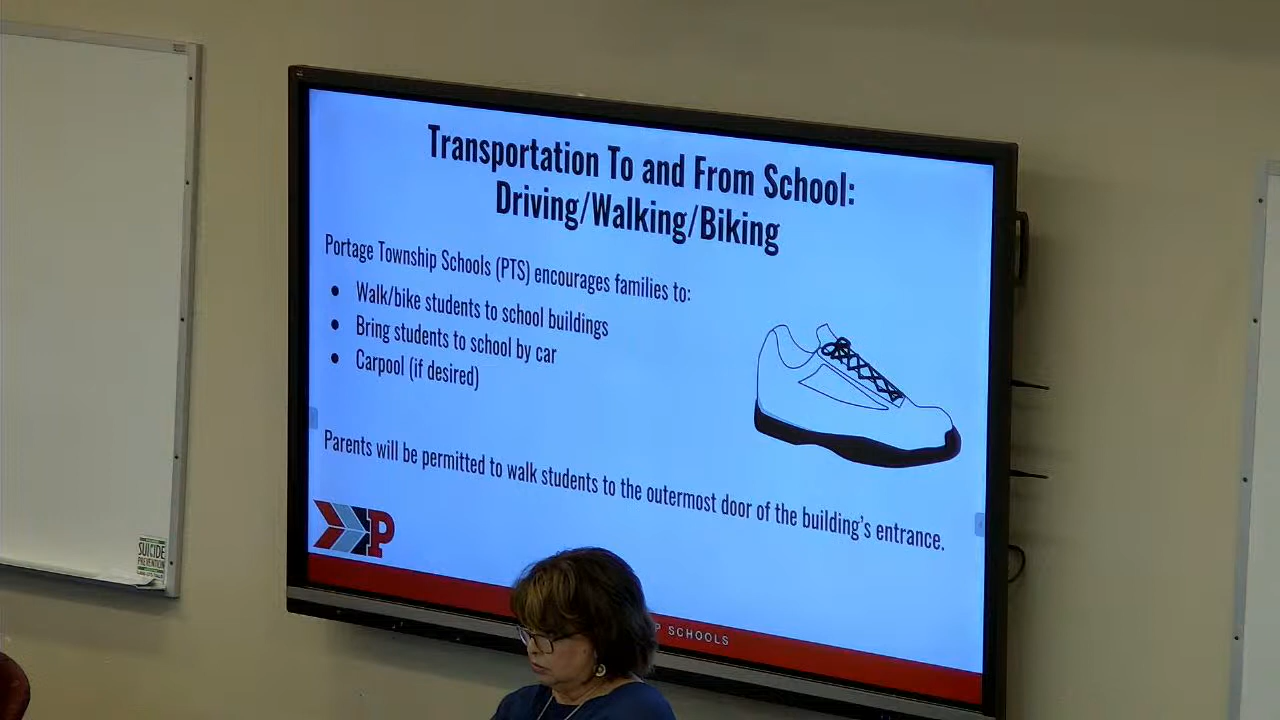 Transportation To and From School:
Driving/Walking/Biking
Portage Township Schools (PTS) encourages families to:
● Walk/bike students to school buildings
● Bring students to school by car
● Carpool (if desired)
Parents will be permitted to walk students to the outermost door of the building's entrance.
P
P SCHOOLS
SUICIDE
PREVENTION